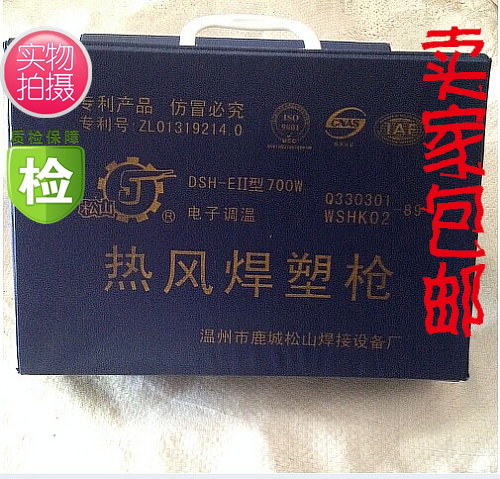 实物
拍摄
质检保障
检
卖家包邮
专利产品 仿冒必究
专利号:ZL01319214.0
ISO
9001
CNAS
IAF
松山
®
DSH-EII型700W
电子调温
Q330301
WSHK02-89
热风焊塑枪
温州市鹿城松山焊接设备厂